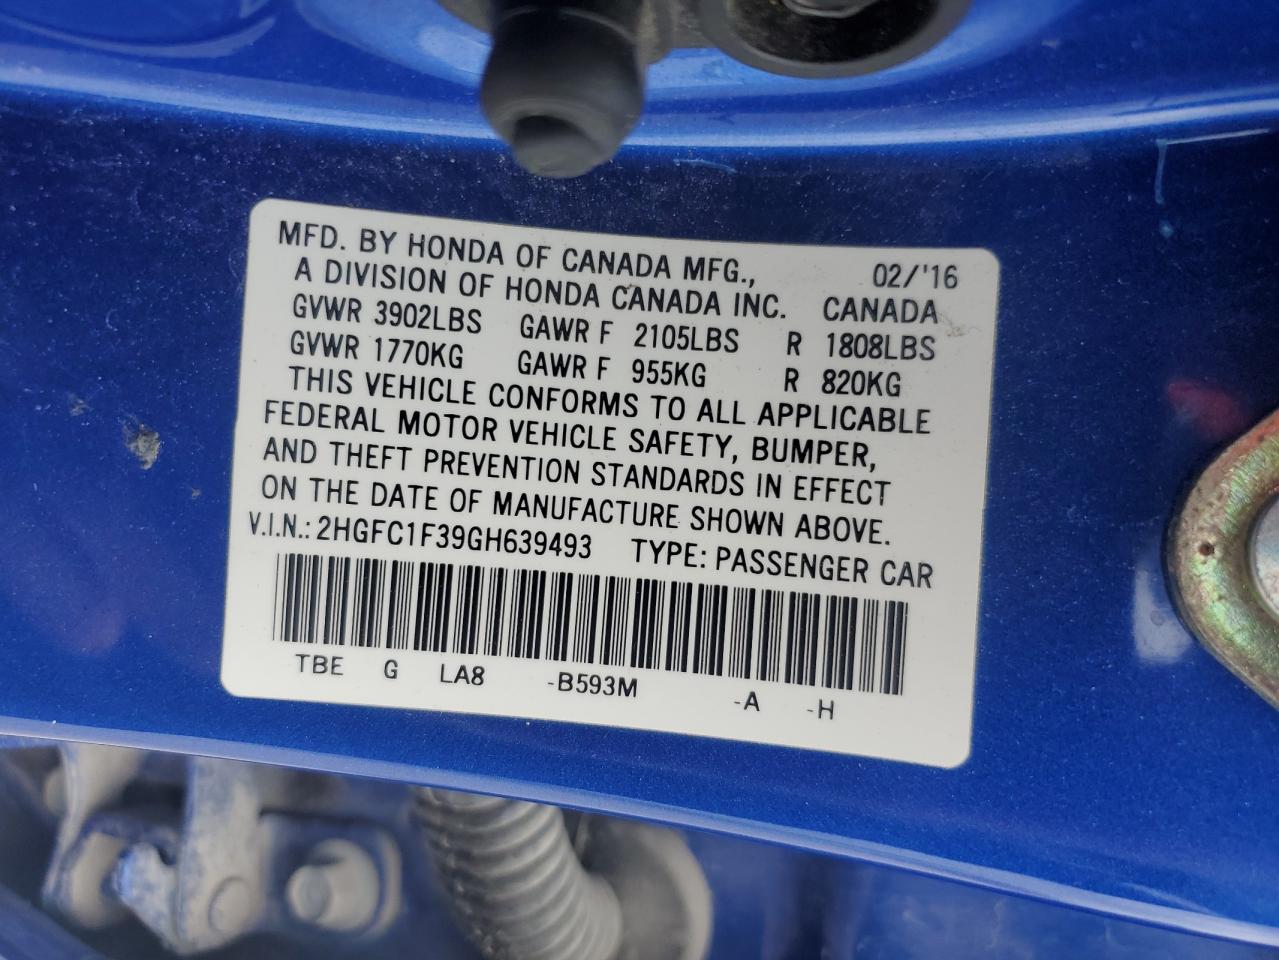 MFD. BY HONDA OF CANADA MFG., 02/'16
A DIVISION OF HONDA CANADA INC. CANADA
GVWR 3902LBS GAWR F 2105LBS R 1808LBS
GVWR 1770KG GAWR F 955KG R 820KG
THIS VEHICLE CONFORMS TO ALL APPLICABLE
FEDERAL MOTOR VEHICLE SAFETY, BUMPER,
AND THEFT PREVENTION STANDARDS IN EFFECT
ON THE DATE OF MANUFACTURE SHOWN ABOVE.
V.I.N.: 2HGFC1F39GH639493 TYPE: PASSENGER CAR
TBE G LA8 -B593M -A -H